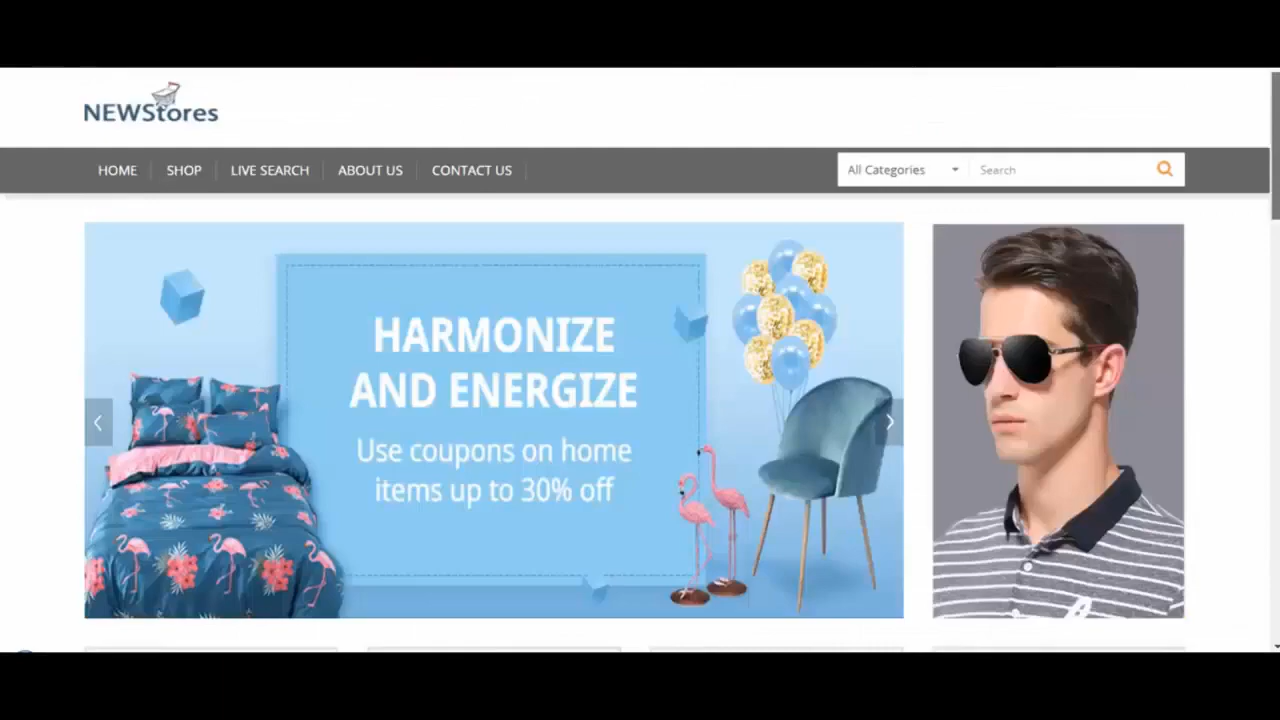 NEWStores
HOME
SHOP
LIVE SEARCH
ABOUT US
CONTACT US
All Categories
Search
HARMONIZE
AND ENERGIZE
Use coupons on home
items up to 30% off